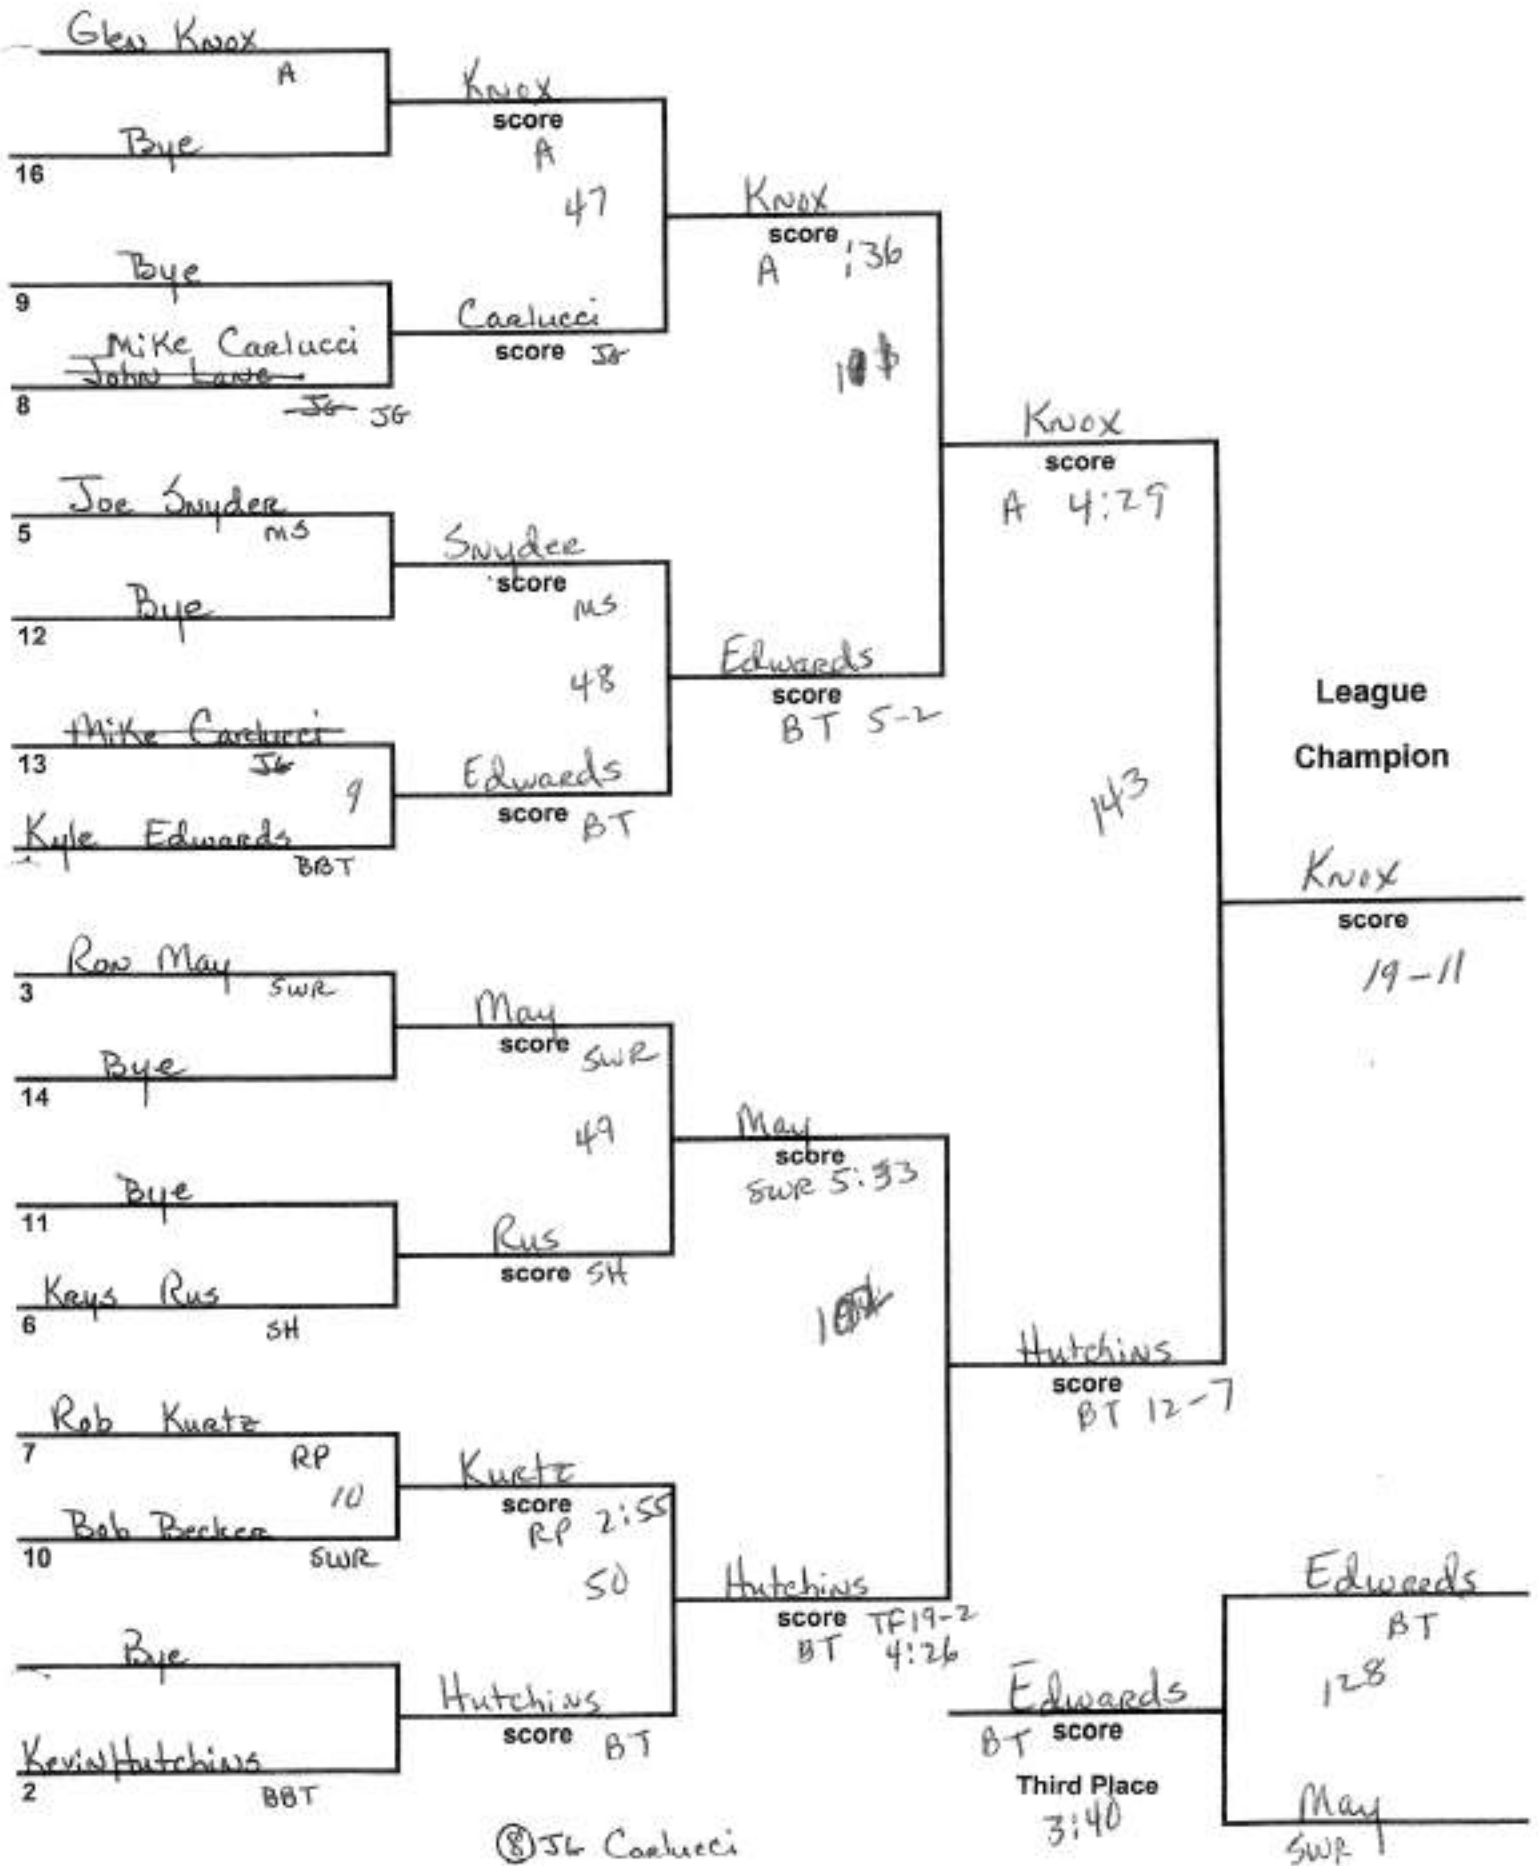 Glen Knox
A
Bye
16
Knox
score
A
47
Bye
9
Mike Carlucci
John Lane
8
JG JG
Carlucci
score JG
Knox
score
A :36
Joe Snyder
5
MS
Bye
12
Snyder
score
MS
48
Mike Carlucci
13
JG
9
Kyle Edwards
BBT
Edwards
score BT
Edwards
score
BT 5-2
Knox
score
A 4:29
143
Ron May
3
SWR
Bye
14
May
score SWR
49
Bye
11
Kays Rus
6
SH
Rus
score SH
May
score
SWR 5:33
Rob Kurtz
7
RP
10
Bob Becker
10
SWR
Kurtz
score
RP 2:55
50
Bye
Kevin Hutchins
2
BBT
Hutchins
score BT
Hutchins
score TF19-2
BT 4:26
Hutchins
score
BT 12-7
League
Champion
Knox
score
19-11
Edwards
BT
128
May
SWR
Edwards
BT score
Third Place
3:40
8 JG Carlucci